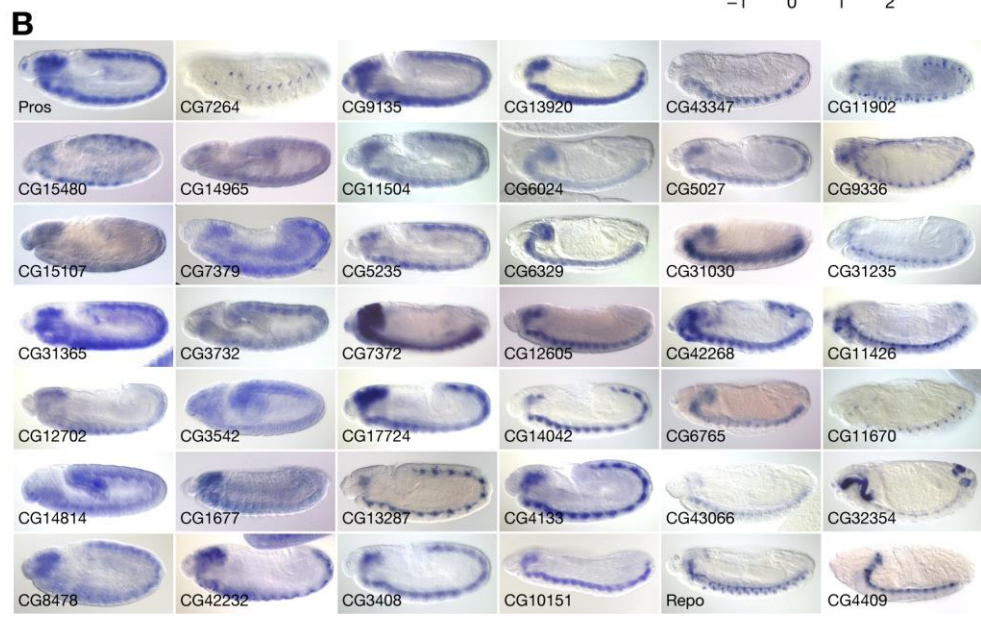 −1 0 1 2
B
Pros CG7264 CG9135 CG13920 CG43347 CG11902
CG15480 CG14965 CG11504 CG6024 CG5027 CG9336
CG15107 CG7379 CG5235 CG6329 CG31030 CG31235
CG31365 CG3732 CG7372 CG12605 CG42268 CG11426
CG12702 CG3542 CG17724 CG14042 CG6765 CG11670
CG14814 CG1677 CG13287 CG4133 CG43066 CG32354
CG8478 CG42232 CG3408 CG10151 Repo CG4409